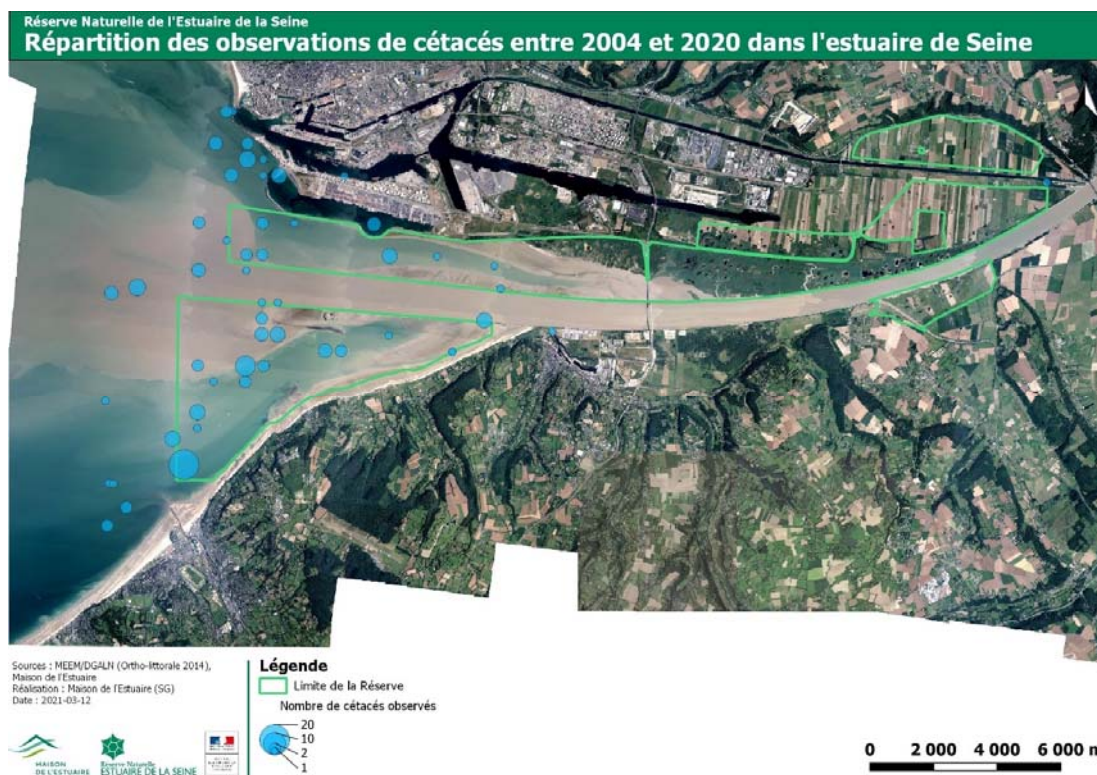 Réserve Naturelle de l'Estuaire de la Seine
Répartition des observations de cétacés entre 2004 et 2020 dans l'estuaire de Seine
Sources : MEEM/DGALN (Ortho-littorale 2014),
Maison de l'Estuaire
Réalisation : Maison de l'Estuaire (SG)
Date : 2021-03-12
MAISON
DE L'ESTUAIRE
Réserve Naturelle
ESTUAIRE DE LA SEINE
Légende
Limite de la Réserve
Nombre de cétacés observés
20
10
2
1
0 2 000 4 000 6 000 m